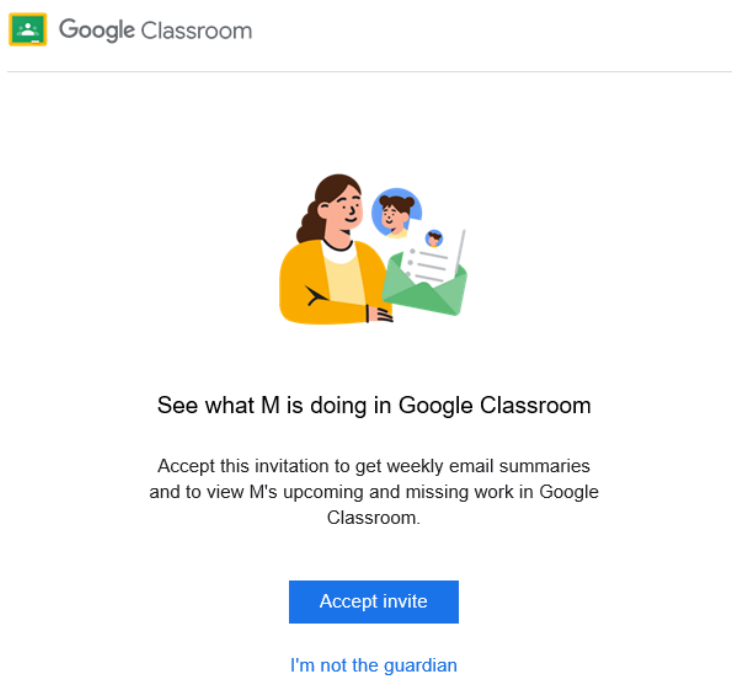 Google Classroom
See what M is doing in Google Classroom
Accept this invitation to get weekly email summaries
and to view M's upcoming and missing work in Google
Classroom.
Accept invite
I'm not the guardian